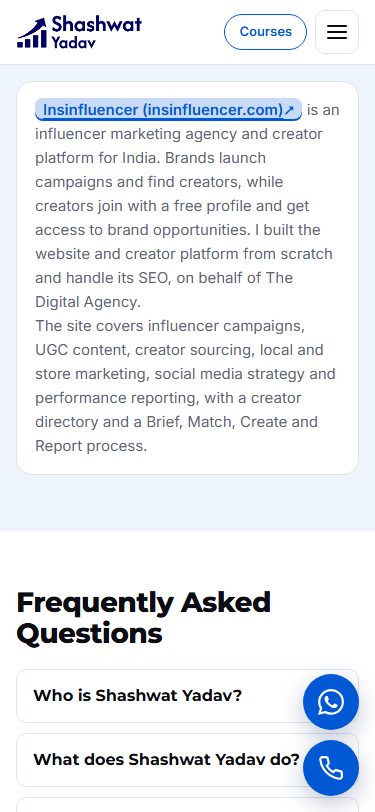 Shashwat
Yadav
Courses
Insinfluencer (insinfluencer.com)↗ is an
influencer marketing agency and creator
platform for India. Brands launch
campaigns and find creators, while
creators join with a free profile and get
access to brand opportunities. I built the
website and creator platform from scratch
and handle its SEO, on behalf of The
Digital Agency.
The site covers influencer campaigns,
UGC content, creator sourcing, local and
store marketing, social media strategy and
performance reporting, with a creator
directory and a Brief, Match, Create and
Report process.
Frequently Asked
Questions
Who is Shashwat Yadav?
What does Shashwat Yadav do?